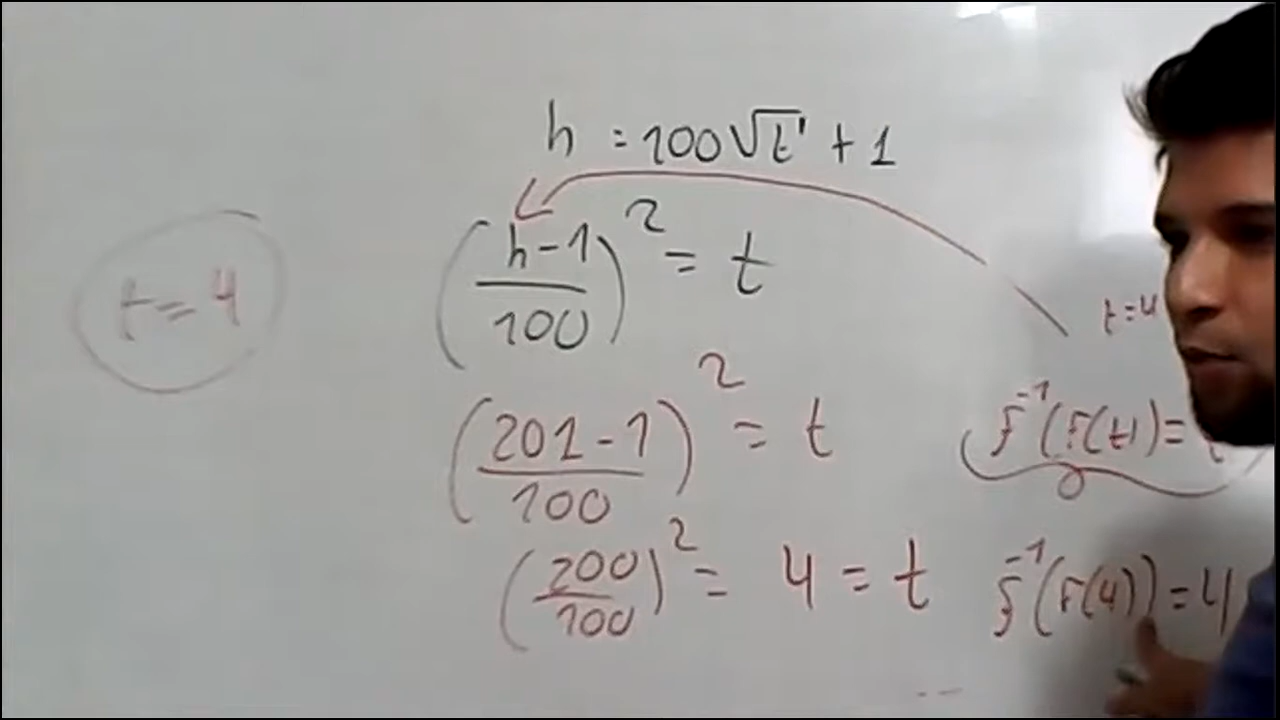 h = 100√t + 1
((h-1)/100)² = t
t = 4
t = 4
((201-1)/100)² = t
f⁻¹(f(t)) =
((200)/100)² = 4 = t
f⁻¹(f(4)) = 4